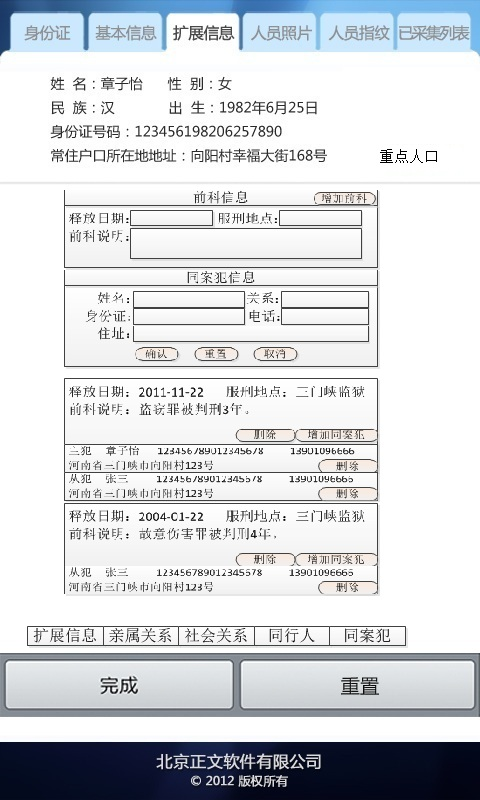 身份证 基本信息 扩展信息 人员照片 人员指纹 已采集列表
姓 名：章子怡 性 别：女
民 族：汉 出 生：1982年6月25日
身份证号码：123456198206257890
常住户口所在地地址：向阳村幸福大街168号 重点人口
前科信息 增加前科
释放日期： 服刑地点：
前科说明：
同案犯信息
姓名： 关系：
身份证： 电话：
住址：
确认 重置 取消
释放日期：2011-11-22 服刑地点：三门峡监狱
前科说明：盗窃罪被判刑3年。
删除 增加同案犯
主犯 章子怡 123456789012345678 13901096666
河南省三门峡市向阳村123号 删除
从犯 张三 123456789012345678 13901096666
河南省三门峡市向阳村123号 删除
释放日期：2004-01-22 服刑地点：三门峡监狱
前科说明：故意伤害罪被判刑4年。
删除 增加同案犯
从犯 张三 123456789012345678 13901096666
河南省三门峡市向阳村123号 删除
扩展信息 亲属关系 社会关系 同行人 同案犯
完成 重置
北京正文软件有限公司
© 2012 版权所有